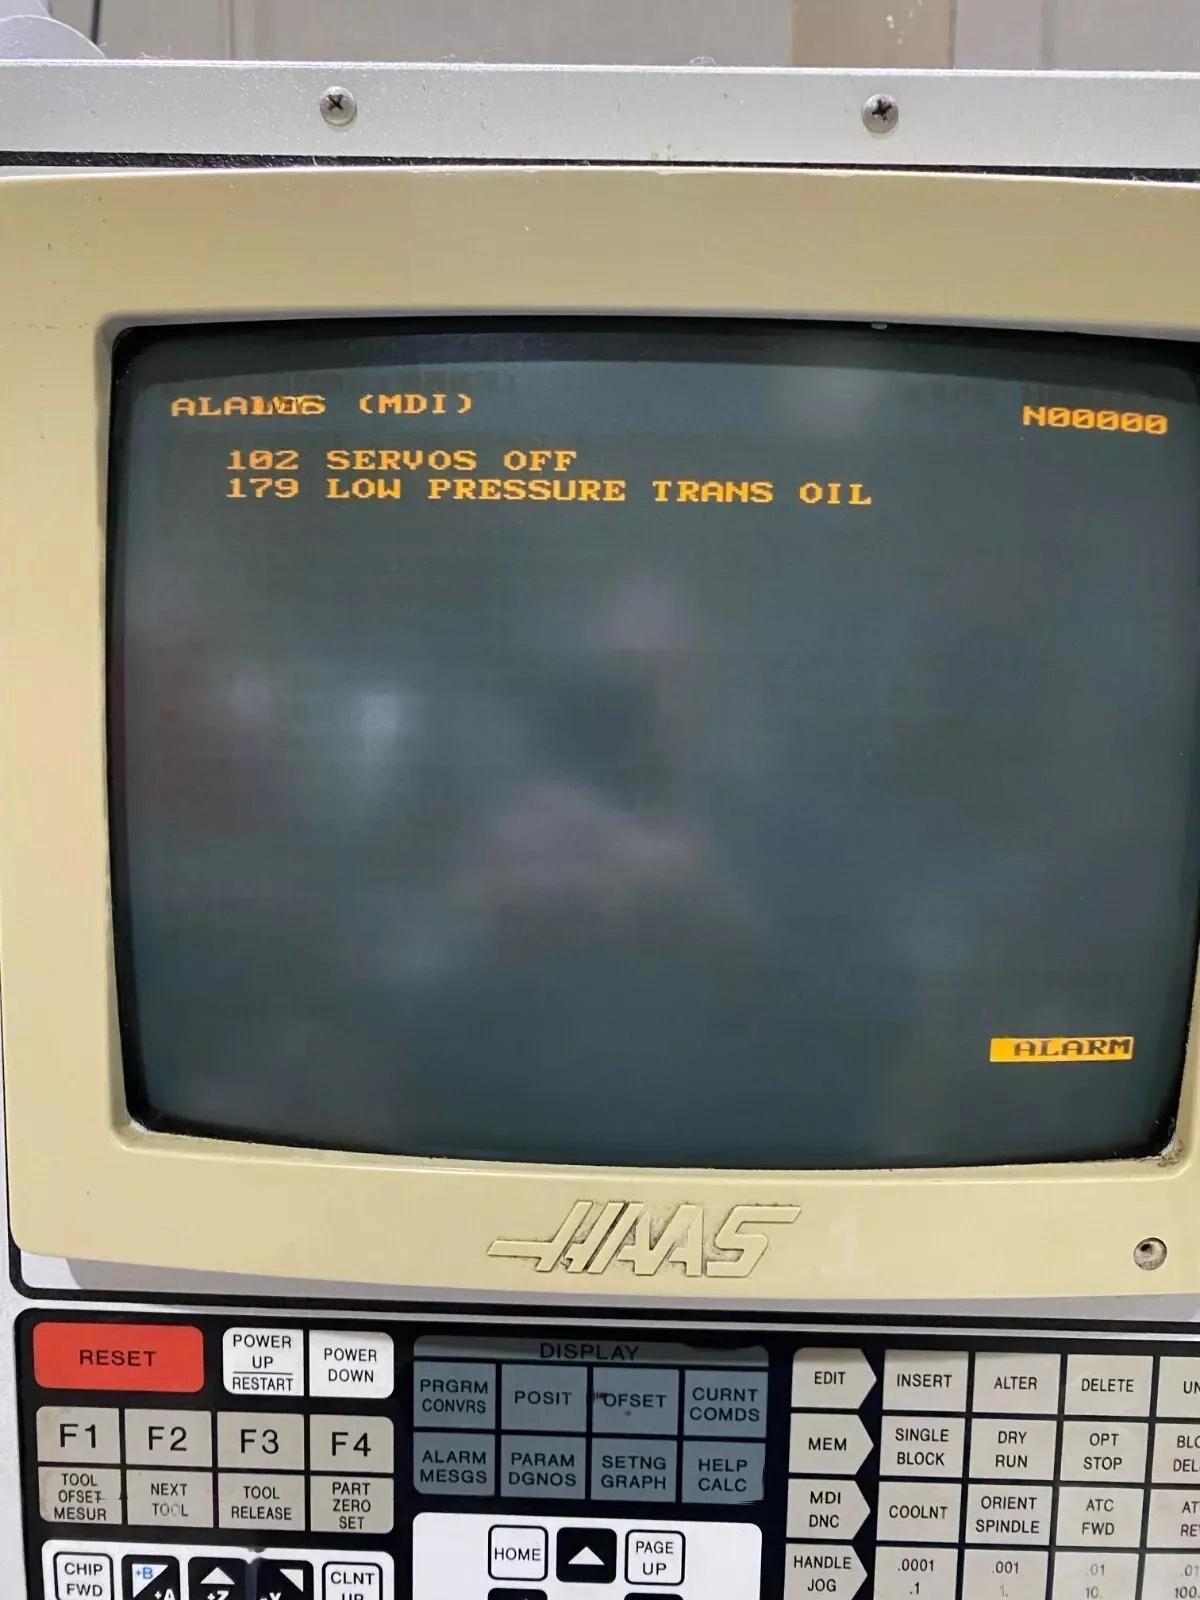 (MDI)
N00000
102 SERVOS OFF
179 LOW PRESSURE TRANS OIL
ALARM
HAAS
RESET
POWER UP
RESTART
POWER DOWN
DISPLAY
PRGRM CONVRS
POSIT
OFSET
CURNT COMDS
EDIT
INSERT
ALTER
DELETE
F1
F2
F3
F4
ALARM MESGS
PARAM DGNOS
SETNG GRAPH
HELP CALC
MEM
SINGLE BLOCK
DRY RUN
OPT STOP
TOOL OFSET MESUR
NEXT TOOL
TOOL RELEASE
PART ZERO SET
MDI DNC
COOLNT
ORIENT SPINDLE
ATC FWD
CHIP FWD
+B
+A
+Z
CLNT UP
HOME
PAGE UP
HANDLE JOG
.0001 .1
.001 1.
.01 10.